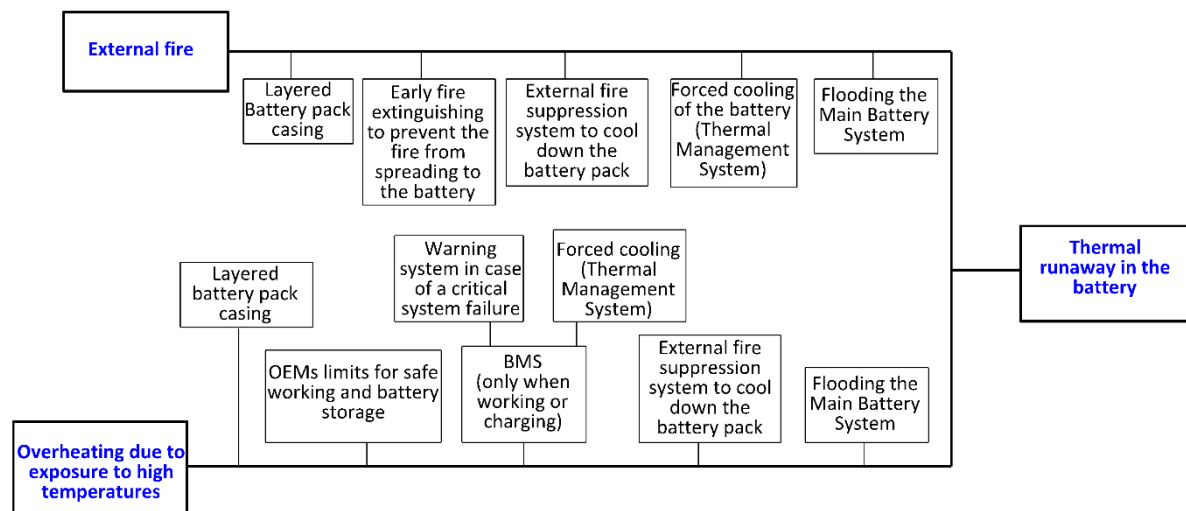 External fire
Layered
Battery pack
casing
Early fire
extinguishing
to prevent the
fire from
spreading to
the battery
External fire
suppression
system to cool
down the
battery pack
Forced cooling
of the battery
(Thermal
Management
System)
Flooding the
Main Battery
System
Thermal
runaway in the
battery
Layered
battery pack
casing
Warning
system in case
of a critical
system failure
Forced cooling
(Thermal
Management
System)
OEMs limits for safe
working and battery
storage
BMS
(only when
working or
charging)
External fire
suppression
system to cool
down the
battery pack
Flooding the
Main Battery
System
Overheating due to
exposure to high
temperatures